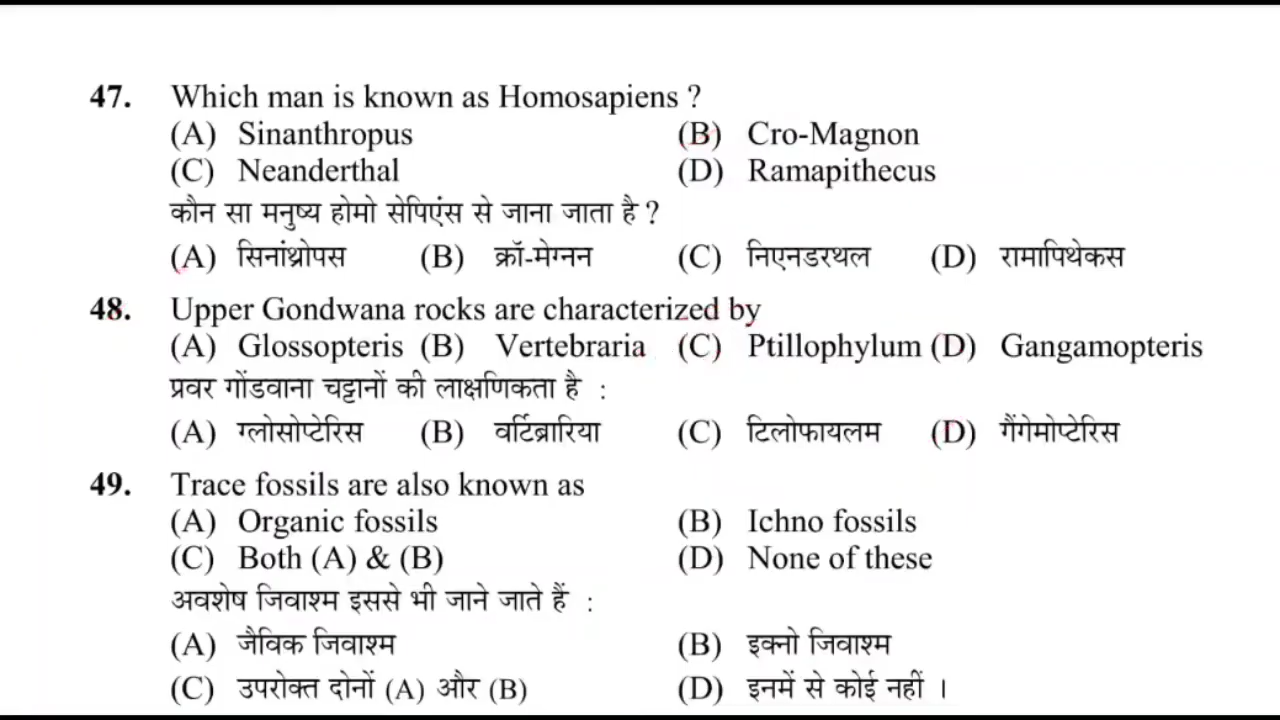 47. Which man is known as Homosapiens ?
(A) Sinanthropus (B) Cro-Magnon
(C) Neanderthal (D) Ramapithecus
कौन सा मनुष्य होमो सेपिएंस से जाना जाता है ?
(A) सिनांथ्रोपस (B) क्रॉ-मेग्नन (C) निएनडरथल (D) रामापिथेकस
48. Upper Gondwana rocks are characterized by
(A) Glossopteris (B) Vertebraria (C) Ptillophylum (D) Gangamopteris
प्रवर गोंडवाना चट्टानों की लाक्षणिकता है :
(A) ग्लोसोप्टेरिस (B) वर्टिब्रारिया (C) टिलोफायलम (D) गैंगेमोप्टेरिस
49. Trace fossils are also known as
(A) Organic fossils (B) Ichno fossils
(C) Both (A) & (B) (D) None of these
अवशेष जिवाश्म इससे भी जाने जाते हैं :
(A) जैविक जिवाश्म (B) इक्नो जिवाश्म
(C) उपरोक्त दोनों (A) और (B) (D) इनमें से कोई नहीं ।